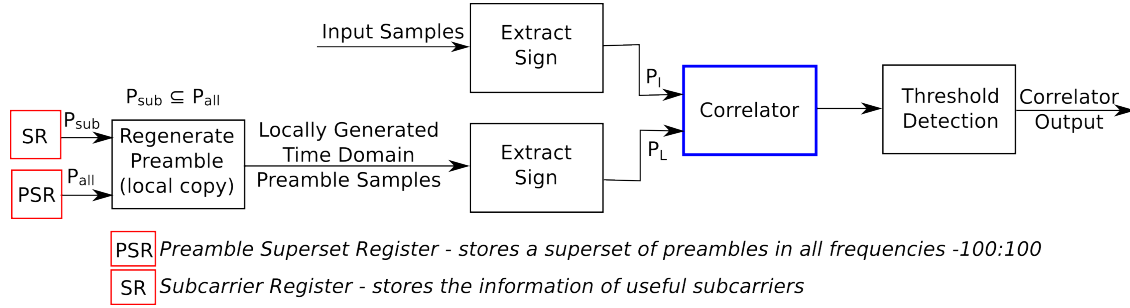 Input Samples
Extract
Sign
P_I
P_sub ⊆ P_all
SR
P_sub
Regenerate
Preamble
(local copy)
PSR
P_all
Locally Generated
Time Domain
Preamble Samples
Extract
Sign
P_L
Correlator
Threshold
Detection
Correlator
Output
PSR Preamble Superset Register - stores a superset of preambles in all frequencies -100:100
SR Subcarrier Register - stores the information of useful subcarriers